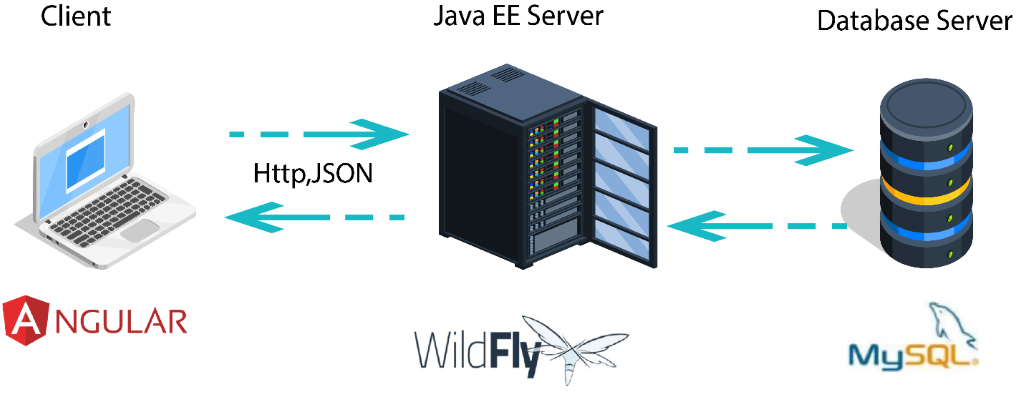 Client
Java EE Server
Database Server
Http,JSON
ANGULAR
WildFly
MySQL®